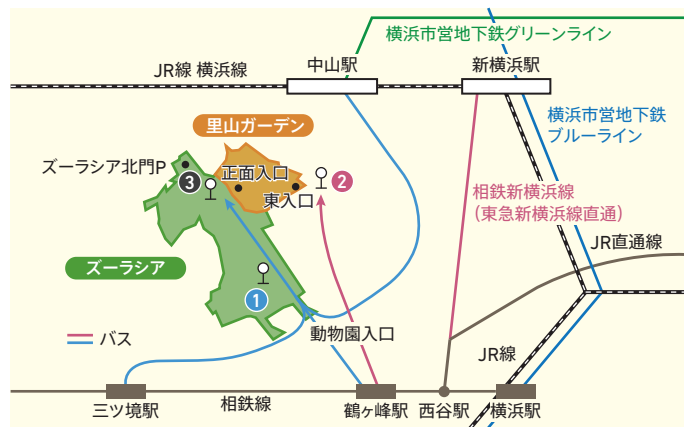 横浜市営地下鉄グリーンライン
JR線 横浜線
中山駅
新横浜駅
横浜市営地下鉄
ブルーライン
里山ガーデン
ズーラシア北門P
正面入口
3
2
東入口
相鉄新横浜線
（東急新横浜線直通）
JR直通線
ズーラシア
1
動物園入口
バス
JR線
相鉄線
三ツ境駅
鶴ヶ峰駅
西谷駅
横浜駅